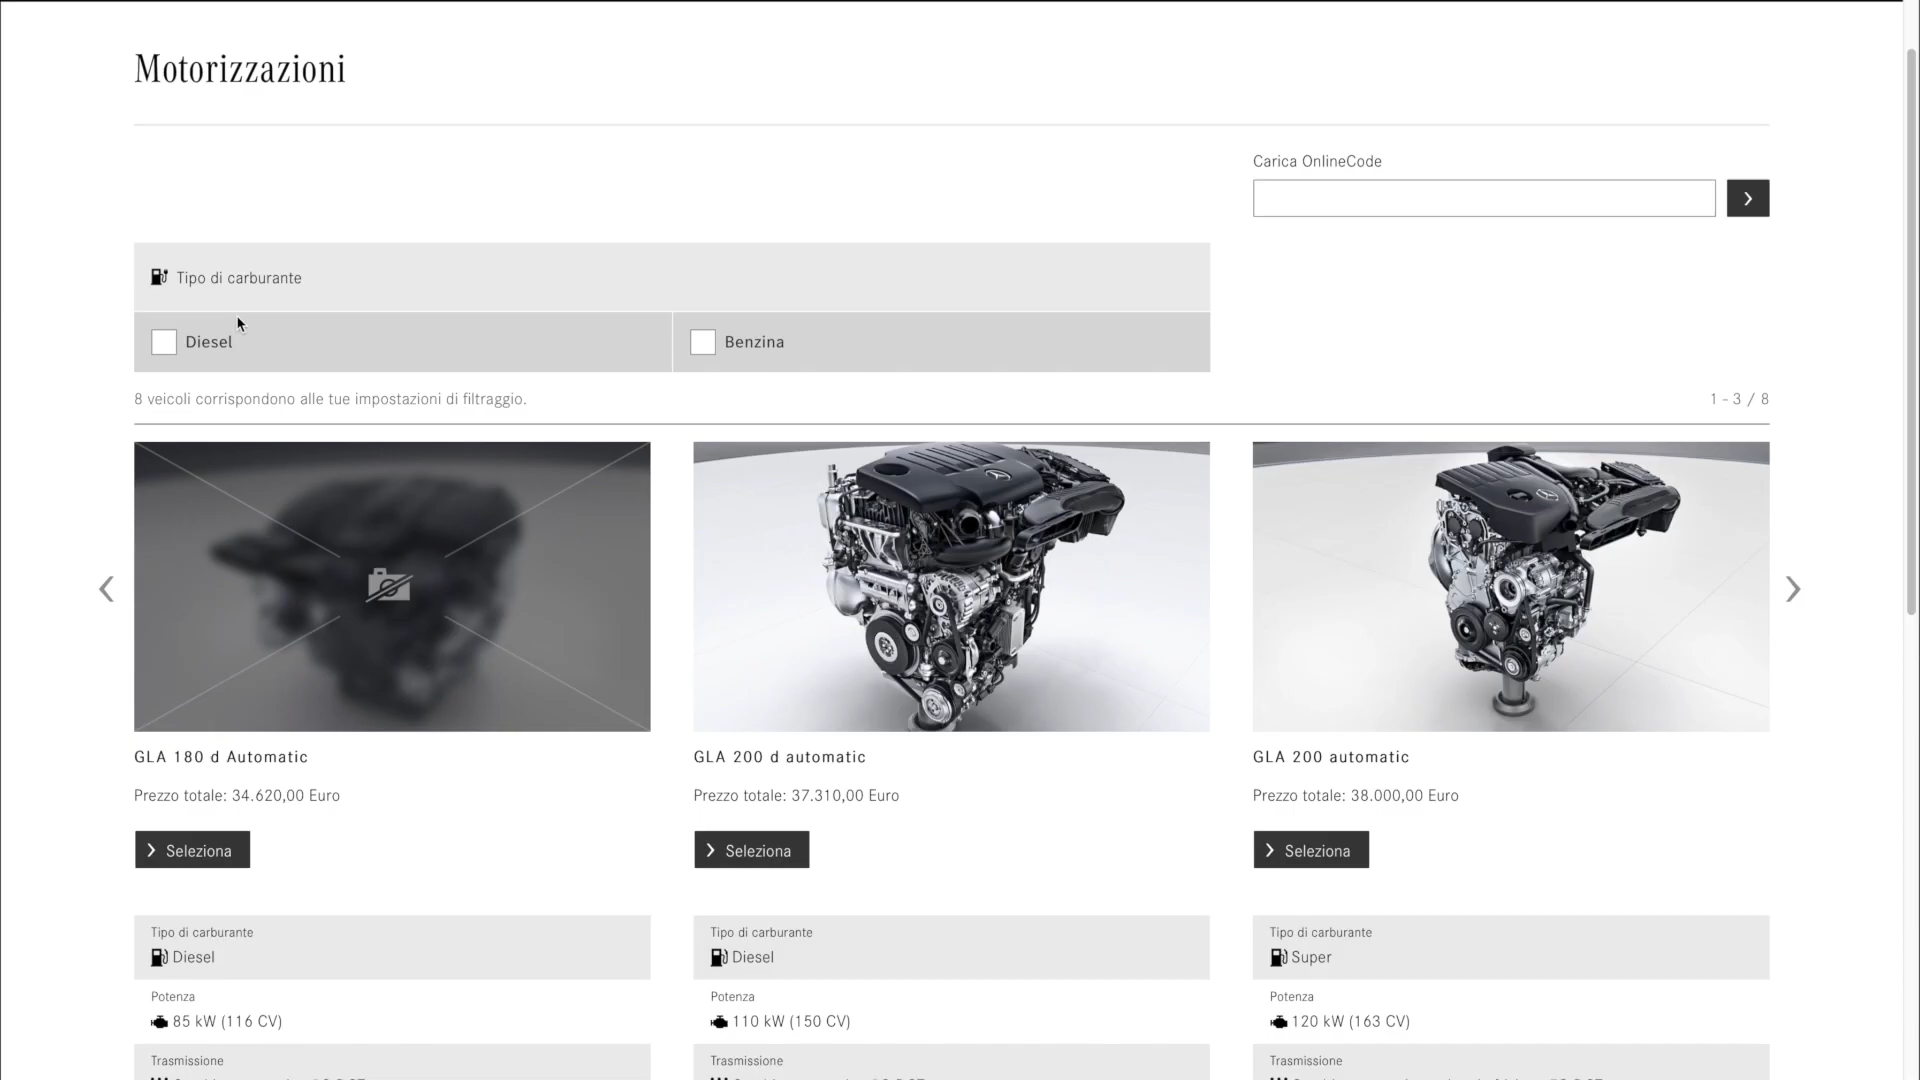 Motorizzazioni
Carica OnlineCode
Tipo di carburante
Diesel
Benzina
8 veicoli corrispondono alle tue impostazioni di filtraggio.
1 - 3 / 8
GLA 180 d Automatic
Prezzo totale: 34.620,00 Euro
Seleziona
GLA 200 d automatic
Prezzo totale: 37.310,00 Euro
Seleziona
GLA 200 automatic
Prezzo totale: 38.000,00 Euro
Seleziona
Tipo di carburante
Diesel
Potenza
85 kW (116 CV)
Trasmissione
Tipo di carburante
Diesel
Potenza
110 kW (150 CV)
Trasmissione
Tipo di carburante
Super
Potenza
120 kW (163 CV)
Trasmissione